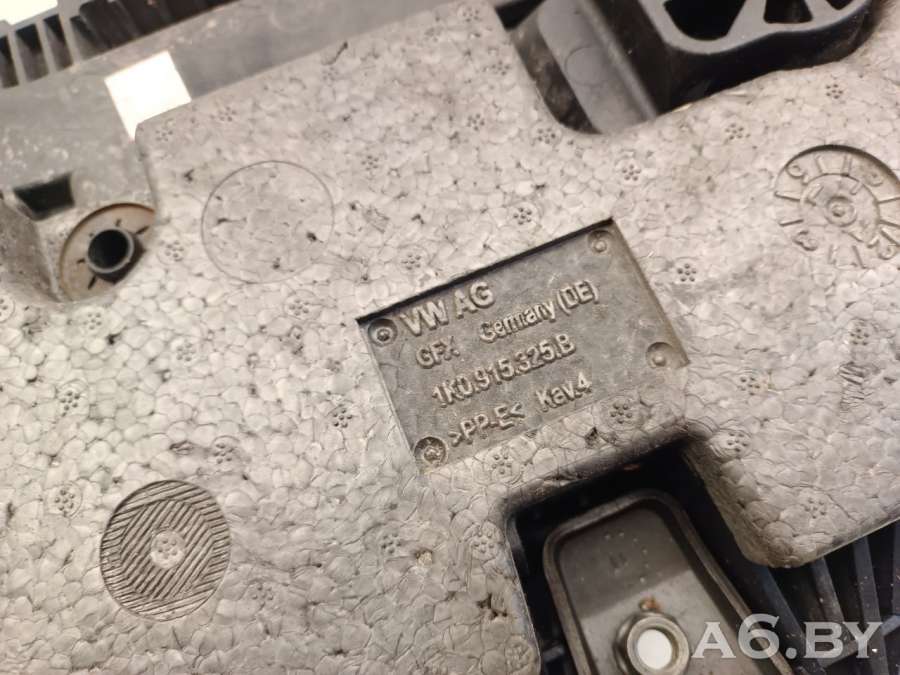 VW AG
GFX Germany (DE)
1K0.915.325.B
>PP-E< Kav.4
A6.BY